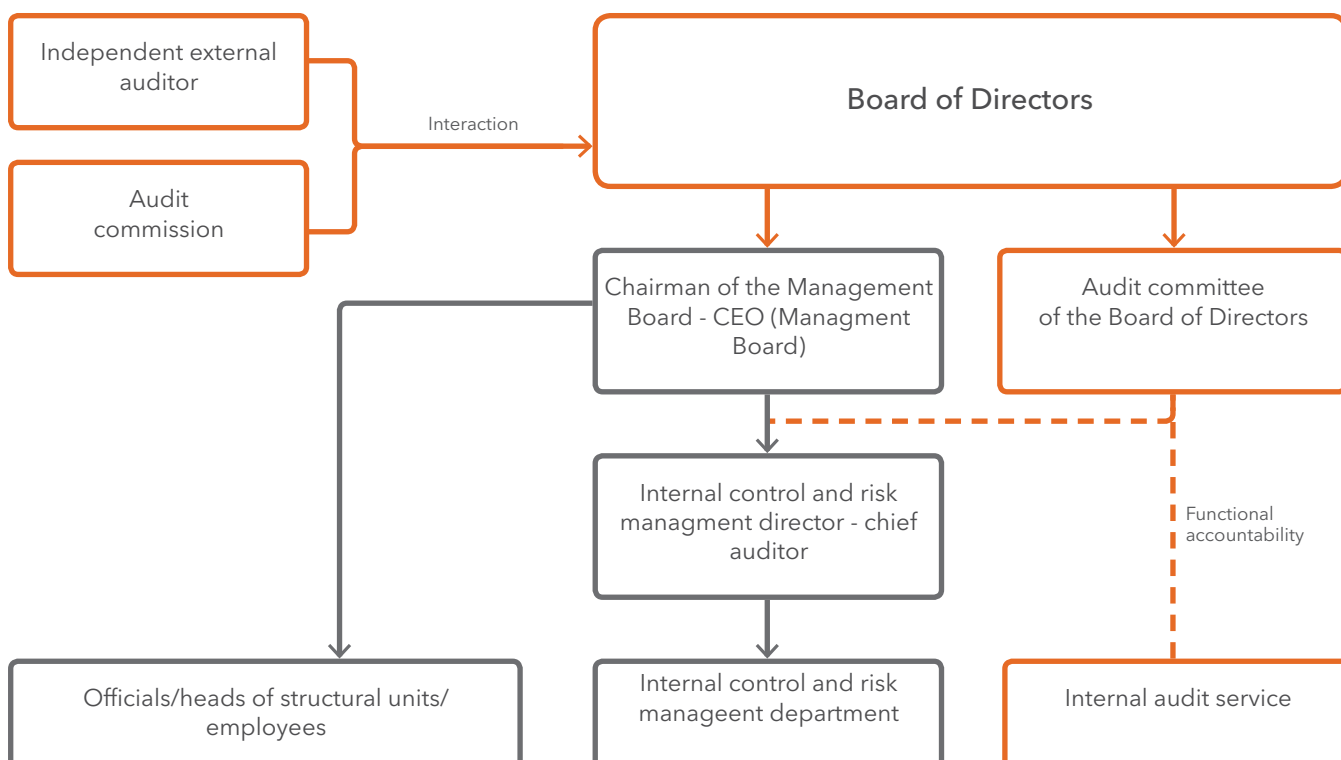 Independent external
auditor
Interaction
Board of Directors
Audit
commission
Chairman of the Management
Board - CEO (Managment
Board)
Audit committee
of the Board of Directors
Internal control and risk
managment director - chief
auditor
Functional
accountability
Officials/heads of structural units/
employees
Internal control and risk
manageent department
Internal audit service